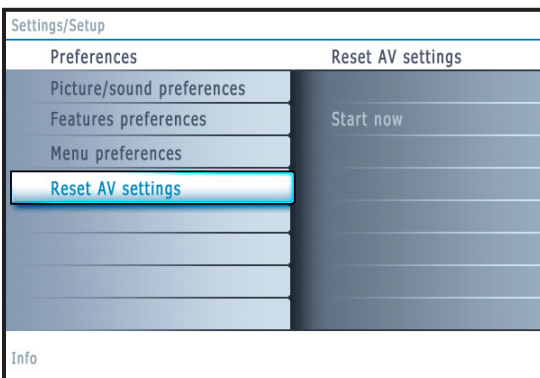 Settings/Setup
Preferences
Reset AV settings
Picture/sound preferences
Features preferences
Start now
Menu preferences
Reset AV settings
Info